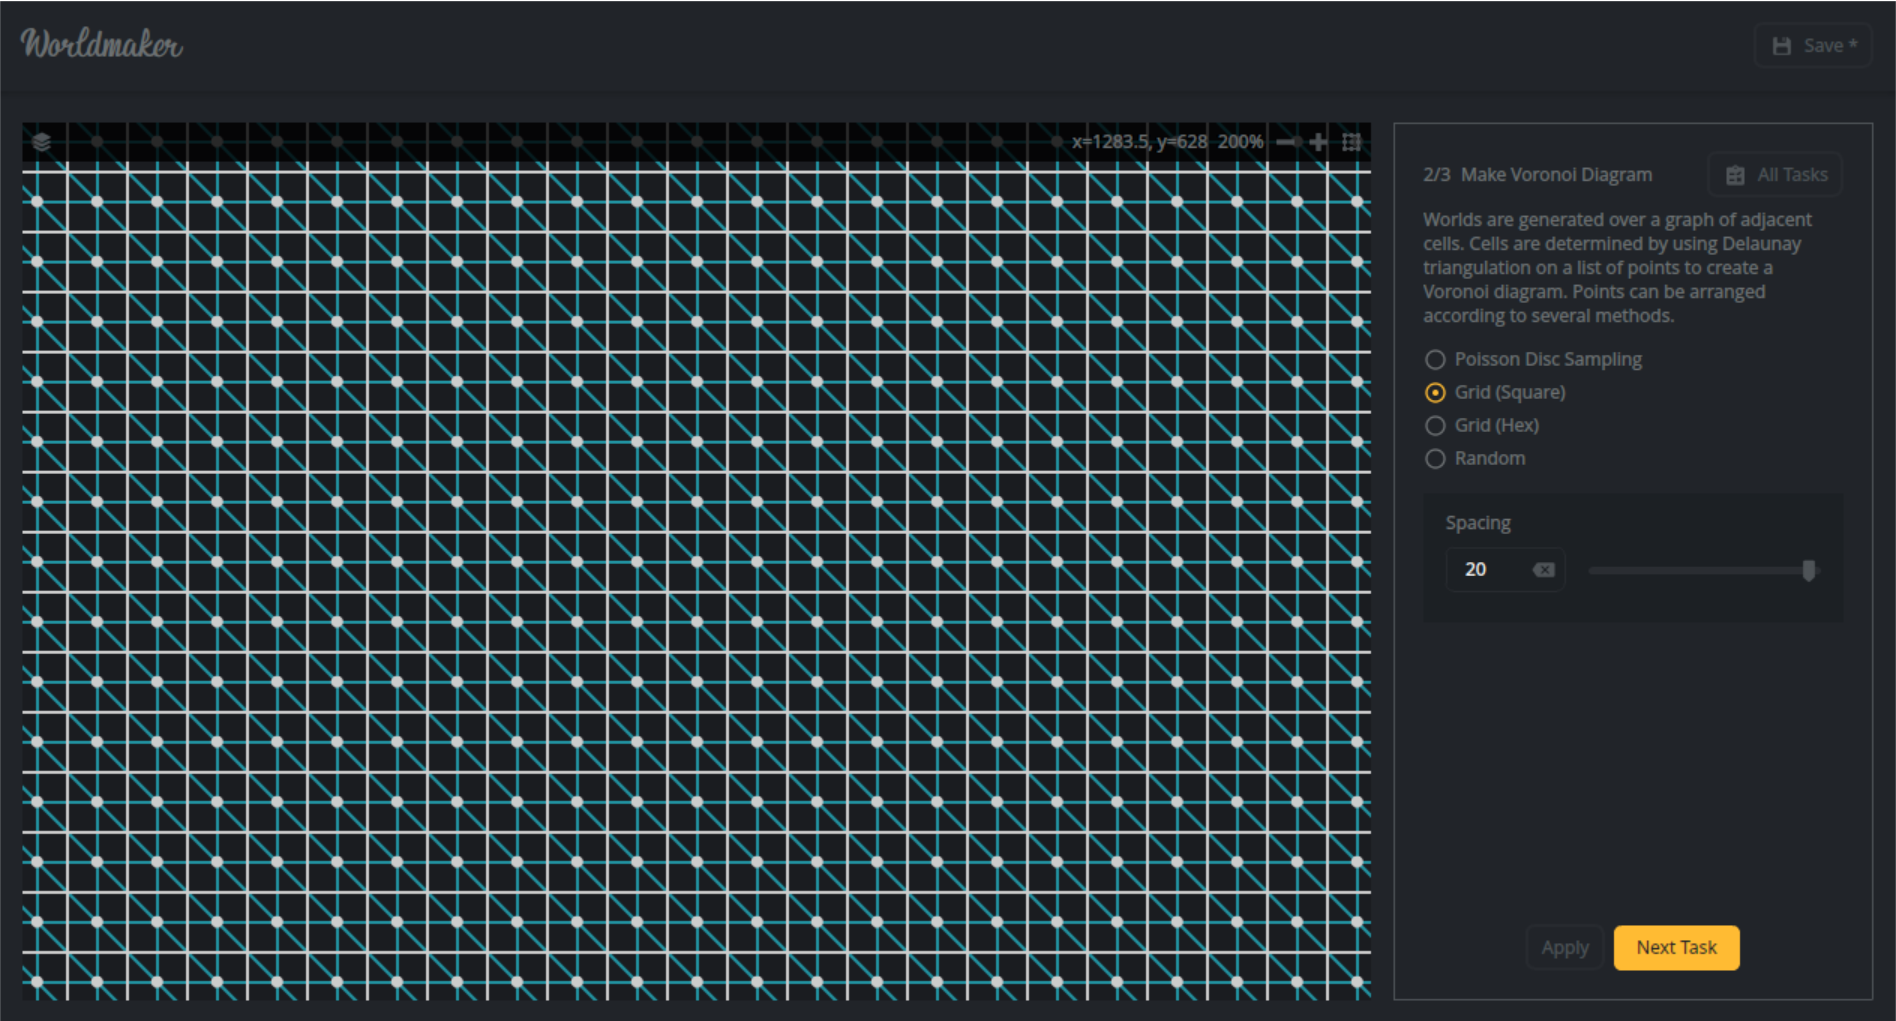 Worldmaker
Save *
x=1283.5, y=628 200%
2/3 Make Voronoi Diagram
All Tasks
Worlds are generated over a graph of adjacent
cells. Cells are determined by using Delaunay
triangulation on a list of points to create a
Voronoi diagram. Points can be arranged
according to several methods.
Poisson Disc Sampling
Grid (Square)
Grid (Hex)
Random
Spacing
20
Apply
Next Task